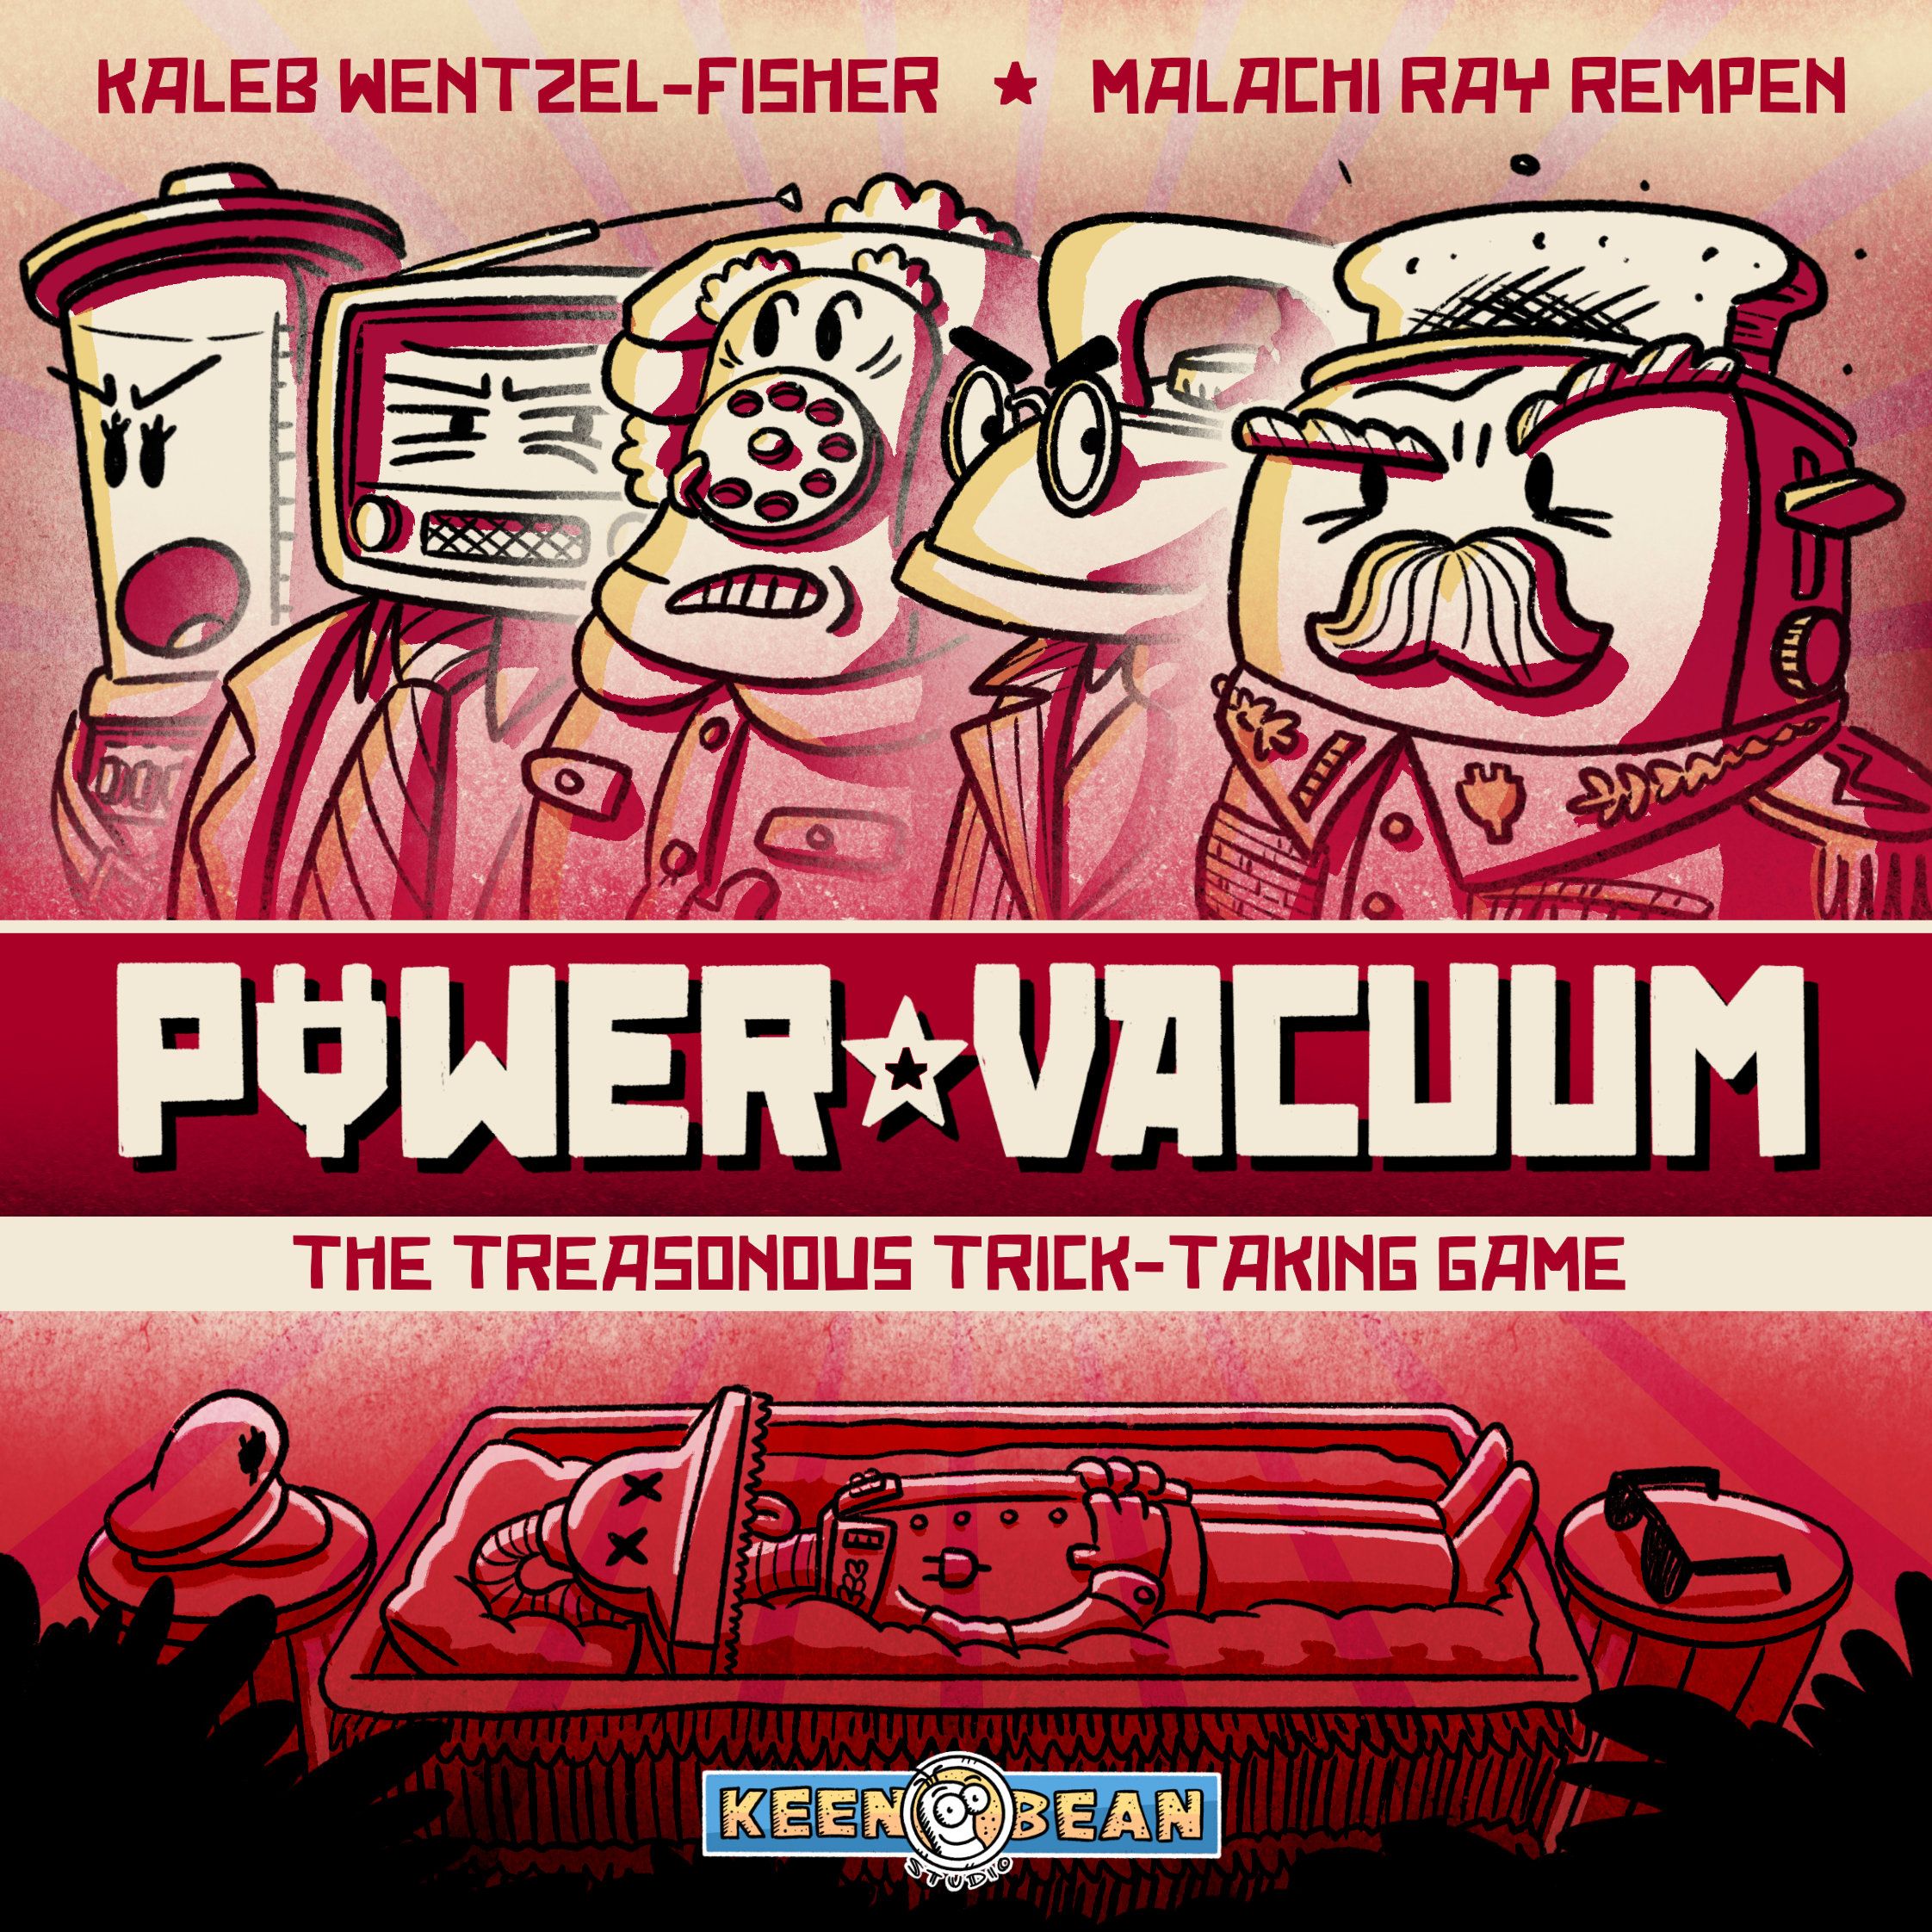 KALEB WENTZEL-FISHER ★ MALACHI RAY REMPEN
POWER★VACUUM
THE TREASONOUS TRICK-TAKING GAME
KEEN BEAN
STUDIO